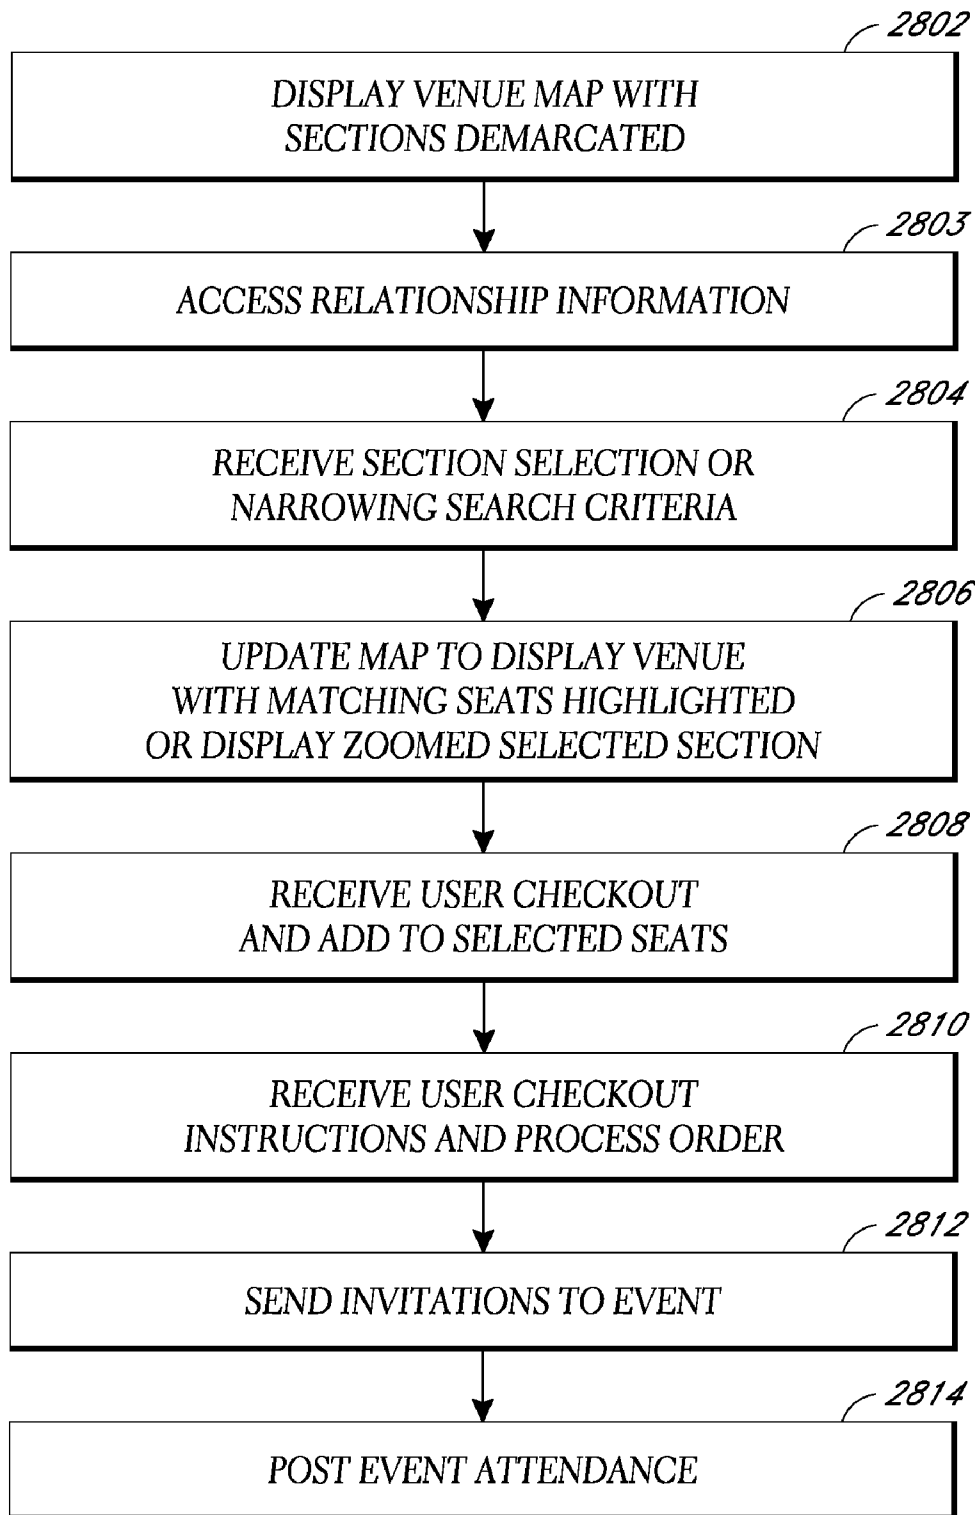 2802
DISPLAY VENUE MAP WITH
SECTIONS DEMARCATED
2803
ACCESS RELATIONSHIP INFORMATION
2804
RECEIVE SECTION SELECTION OR
NARROWING SEARCH CRITERIA
2806
UPDATE MAP TO DISPLAY VENUE
WITH MATCHING SEATS HIGHLIGHTED
OR DISPLAY ZOOMED SELECTED SECTION
2808
RECEIVE USER CHECKOUT
AND ADD TO SELECTED SEATS
2810
RECEIVE USER CHECKOUT
INSTRUCTIONS AND PROCESS ORDER
2812
SEND INVITATIONS TO EVENT
2814
POST EVENT ATTENDANCE